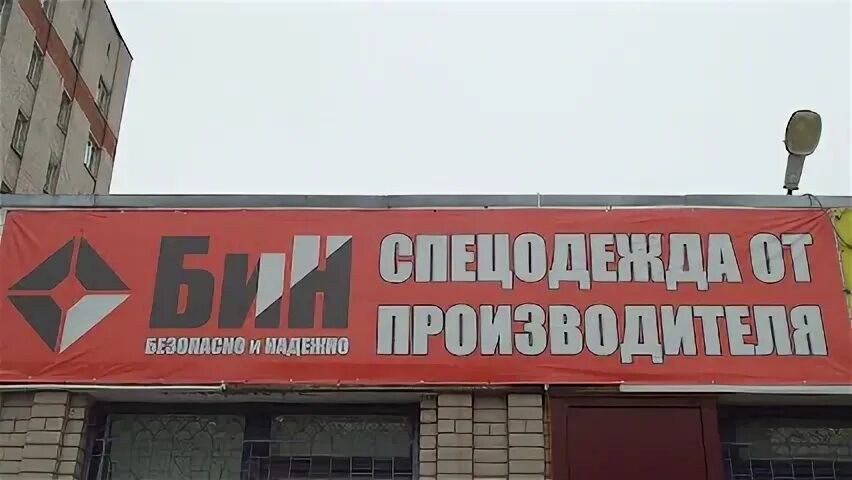 БиН
БЕЗОПАСНО и НАДЕЖНО
СПЕЦОДЕЖДА ОТ
ПРОИЗВОДИТЕЛЯ